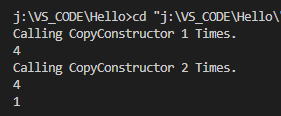 j:\VS_CODE\Hello>cd "j:\VS_CODE\Hello\
Calling CopyConstructor 1 Times.
4
Calling CopyConstructor 2 Times.
4
1